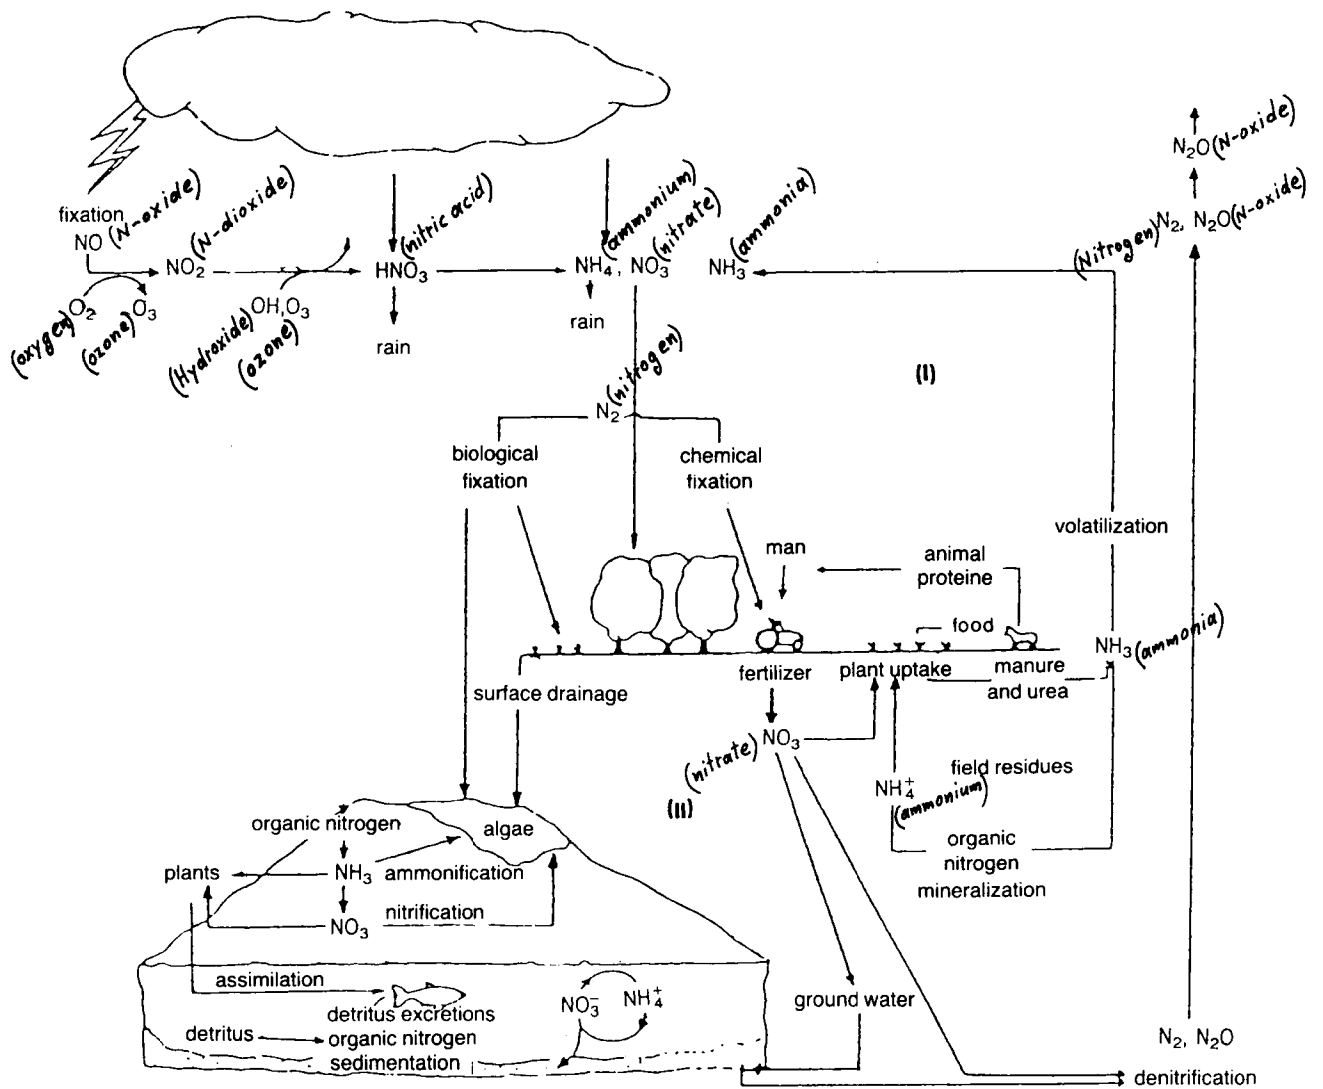 N₂O (N-oxide)
fixation
NO (N-oxide)
NO₂ (N-dioxide)
HNO₃ (nitric acid)
NH₄, NO₃
(ammonium)
(nitrate)
NH₃ (ammonia)
(Nitrogen) N₂, N₂O (N-oxide)
(oxygen) O₂
(ozone) O₃
(Hydroxide) OH, O₃
(ozone)
rain
rain
N₂ (nitrogen)
(I)
biological
fixation
chemical
fixation
volatilization
man
animal
proteine
food
NH₃ (ammonia)
surface drainage
fertilizer
plant uptake
manure
and urea
(nitrate) NO₃
field residues
NH₄⁺
(ammonium)
(II)
organic
nitrogen
mineralization
organic nitrogen
algae
plants
NH₃ ammonification
NO₃
nitrification
assimilation
detritus excretions
detritus
organic nitrogen
sedimentation
NO₃⁻ NH₄⁺
ground water
N₂, N₂O
denitrification